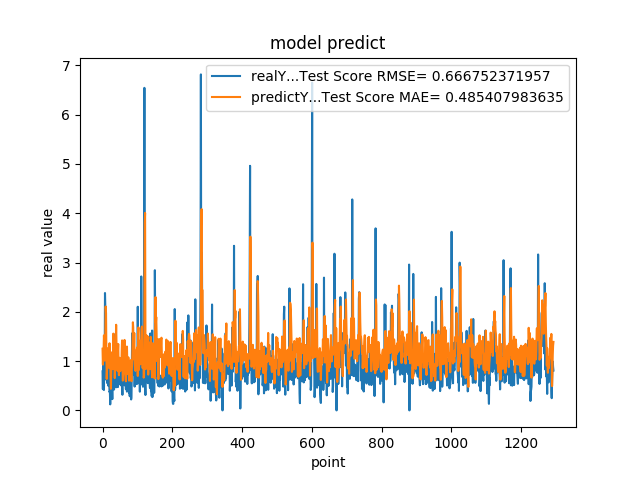 model predict
realY...Test Score RMSE= 0.666752371957
predictY...Test Score MAE= 0.485407983635
real value
7
6
5
4
3
2
1
0
0 200 400 600 800 1000 1200
point